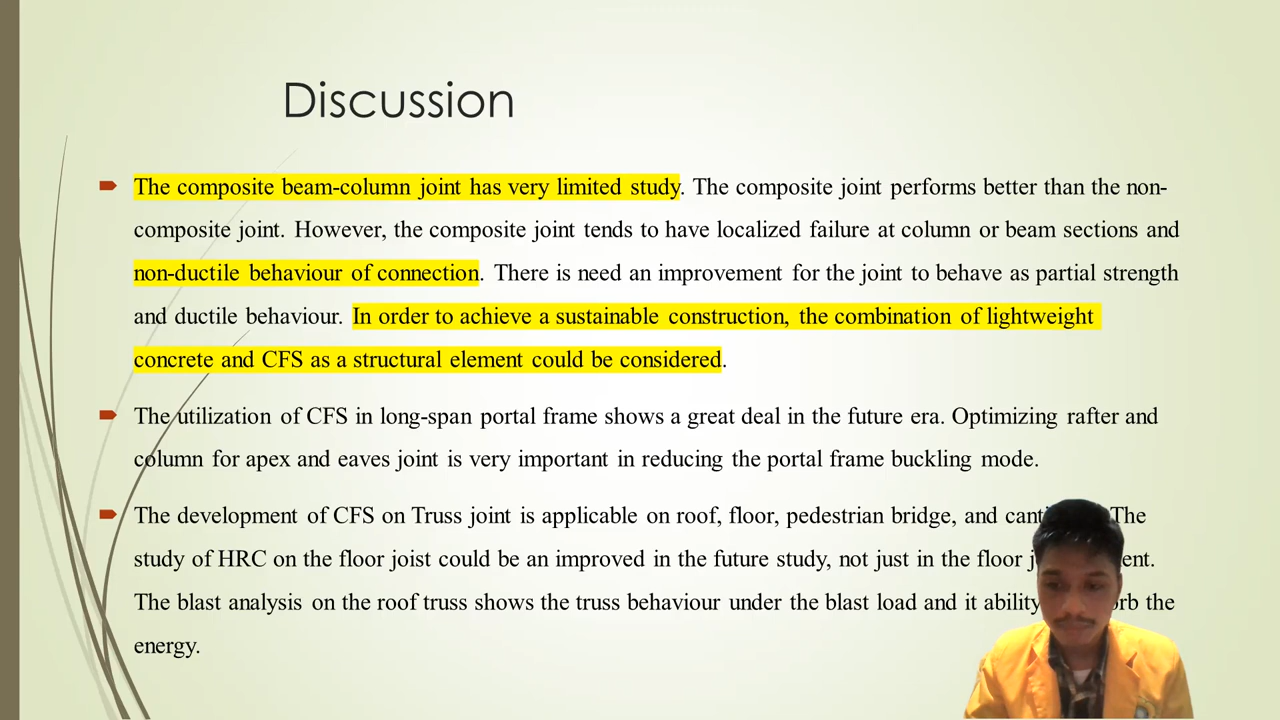 Discussion
The composite beam-column joint has very limited study. The composite joint performs better than the non-
composite joint. However, the composite joint tends to have localized failure at column or beam sections and
non-ductile behaviour of connection. There is need an improvement for the joint to behave as partial strength
and ductile behaviour. In order to achieve a sustainable construction, the combination of lightweight
concrete and CFS as a structural element could be considered.
The utilization of CFS in long-span portal frame shows a great deal in the future era. Optimizing rafter and
column for apex and eaves joint is very important in reducing the portal frame buckling mode.
The development of CFS on Truss joint is applicable on roof, floor, pedestrian bridge, and The
study of HRC on the floor joist could be an improved in the future study, not just in the floor
The blast analysis on the roof truss shows the truss behaviour under the blast load and it ability the
energy.